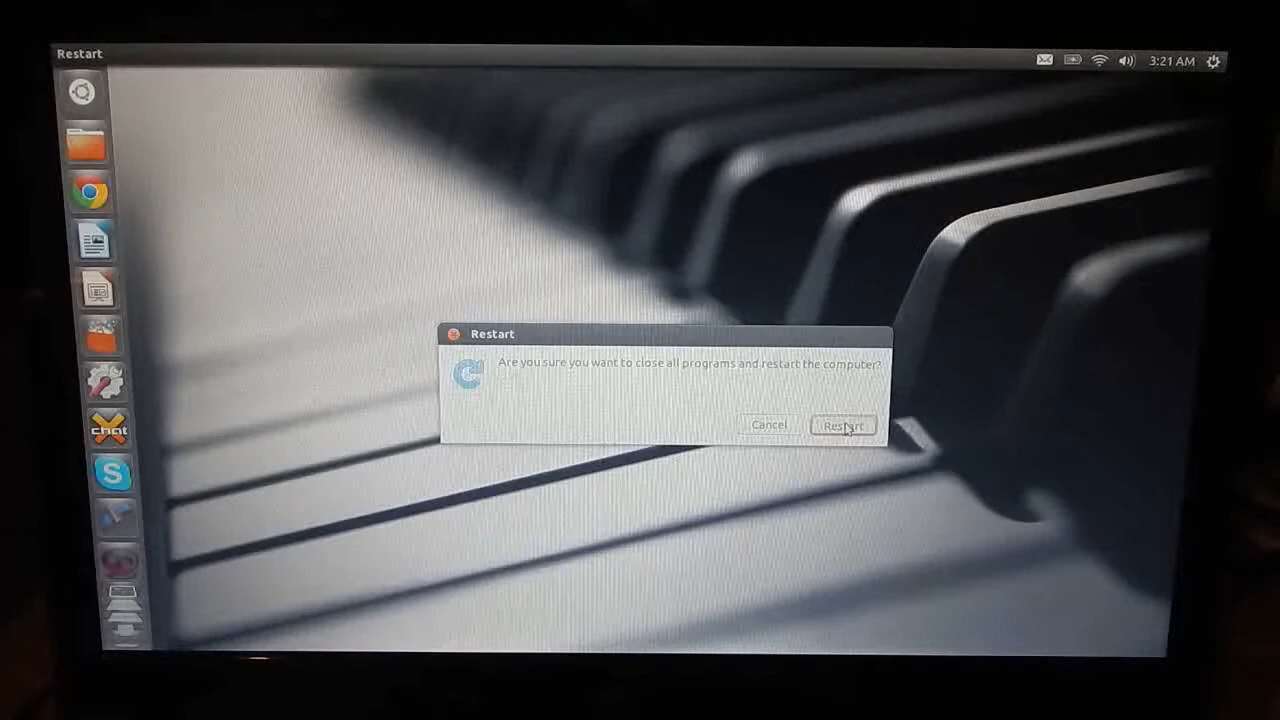 Restart
3:21 AM
Restart
Are you sure you want to close all programs and restart the computer?
Cancel
Restart
chat
S